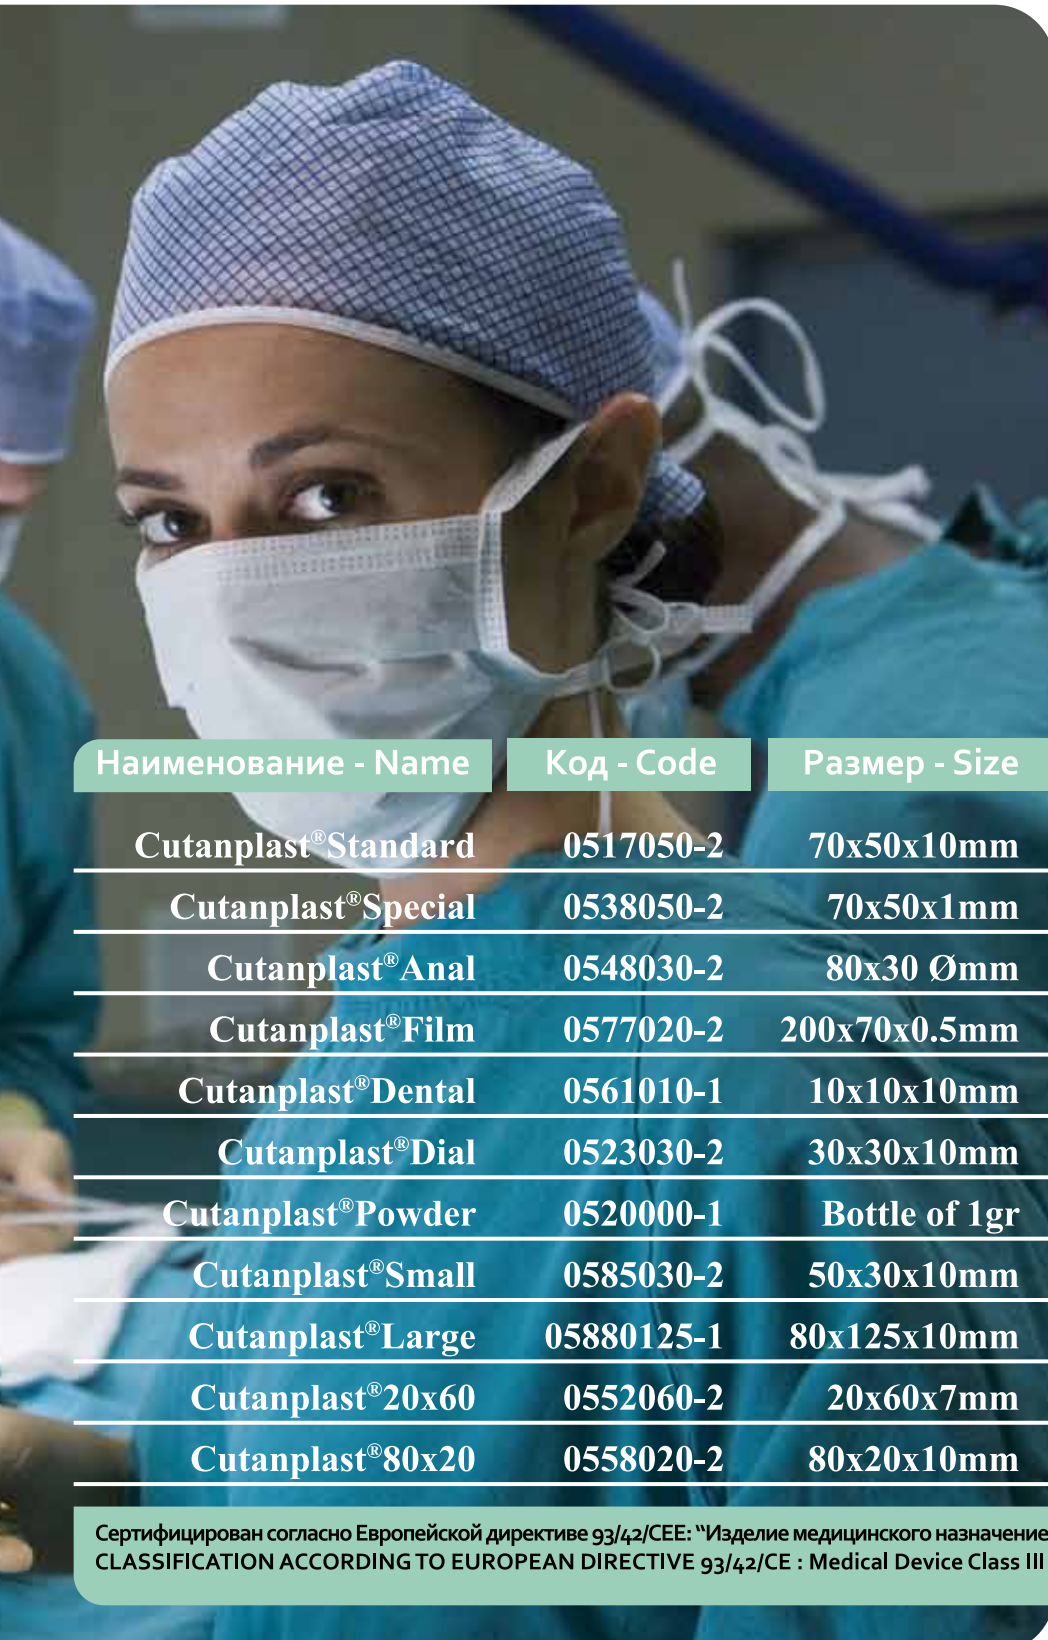 Наименование - Name Код - Code Размер - Size
Cutanplast®Standard 0517050-2 70x50x10mm
Cutanplast®Special 0538050-2 70x50x1mm
Cutanplast®Anal 0548030-2 80x30 Ømm
Cutanplast®Film 0577020-2 200x70x0.5mm
Cutanplast®Dental 0561010-1 10x10x10mm
Cutanplast®Dial 0523030-2 30x30x10mm
Cutanplast®Powder 0520000-1 Bottle of 1gr
Cutanplast®Small 0585030-2 50x30x10mm
Cutanplast®Large 05880125-1 80x125x10mm
Cutanplast®20x60 0552060-2 20x60x7mm
Cutanplast®80x20 0558020-2 80x20x10mm
Сертифицирован согласно Европейской директиве 93/42/CEE: “Изделие медицинского назначение
CLASSIFICATION ACCORDING TO EUROPEAN DIRECTIVE 93/42/CE : Medical Device Class III